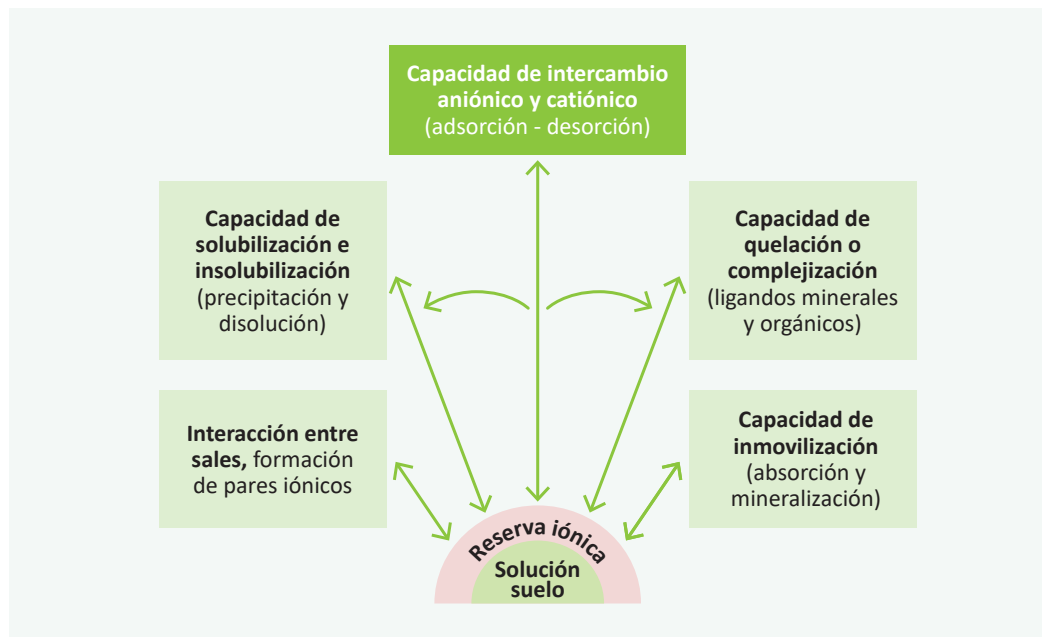 Capacidad de intercambio
aniónico y catiónico
(adsorción - desorción)
Capacidad de
solubilización e
insolubilización
(precipitación y
disolución)
Capacidad de
quelación o
complejización
(ligandos minerales
y orgánicos)
Interacción entre
sales, formación
de pares iónicos
Capacidad de
inmovilización
(absorción y
mineralización)
Reserva iónica
Solución
suelo